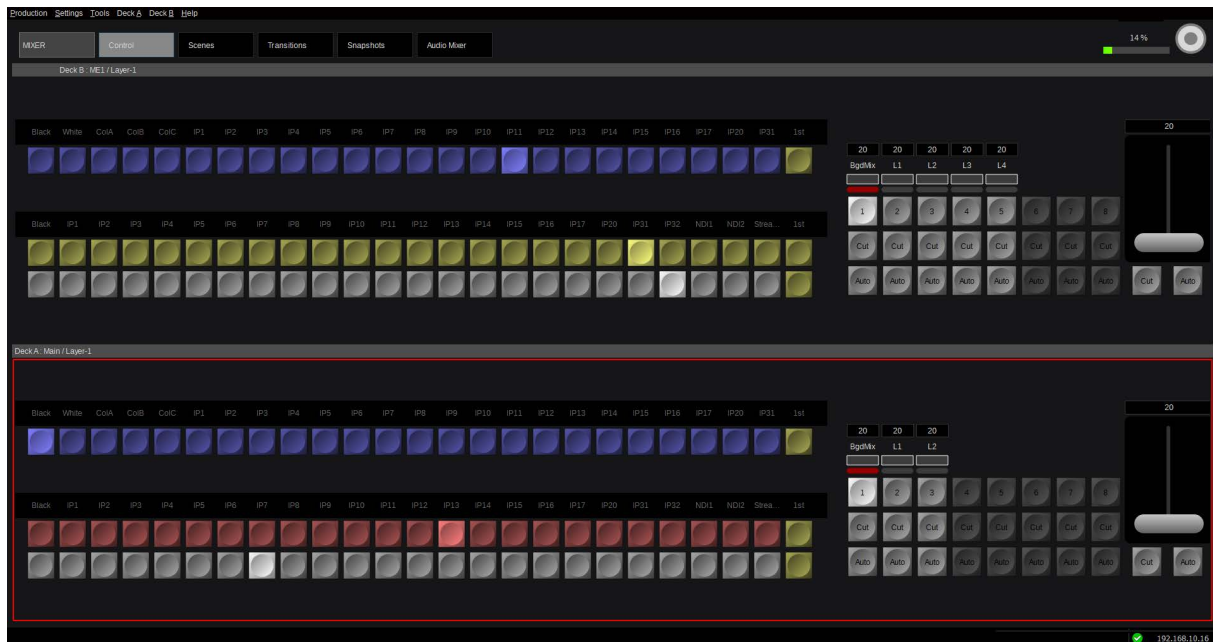 Production Settings Tools Deck A Deck B Help
MIXER Control Scenes Transitions Snapshots Audio Mixer
14 %
Deck B : ME1 / Layer-1
20
Black White ColA ColB ColC IP1 IP2 IP3 IP4 IP5 IP6 IP7 IP8 IP9 IP10 IP11 IP12 IP13 IP14 IP15 IP16 IP17 IP20 IP31 1st
20 20 20 20 20
BgdMix L1 L2 L3 L4
1 2 3 4 5 6 7 8
Black IP1 IP2 IP3 IP4 IP5 IP6 IP7 IP8 IP9 IP10 IP11 IP12 IP13 IP14 IP15 IP16 IP17 IP20 IP31 IP32 NDI1 NDI2 Strea... 1st
Cut Cut Cut Cut Cut Cut Cut Cut
Auto Auto Auto Auto Auto Auto Auto Auto Cut Auto
Deck A : Main / Layer-1
20
Black White ColA ColB ColC IP1 IP2 IP3 IP4 IP5 IP6 IP7 IP8 IP9 IP10 IP11 IP12 IP13 IP14 IP15 IP16 IP17 IP20 IP31 1st
20 20 20
BgdMix L1 L2
1 2 3 4 5 6 7 8
Black IP1 IP2 IP3 IP4 IP5 IP6 IP7 IP8 IP9 IP10 IP11 IP12 IP13 IP14 IP15 IP16 IP17 IP20 IP31 IP32 NDI1 NDI2 Strea... 1st
Cut Cut Cut Cut Cut Cut Cut Cut
Auto Auto Auto Auto Auto Auto Auto Auto Cut Auto
192.168.10.16